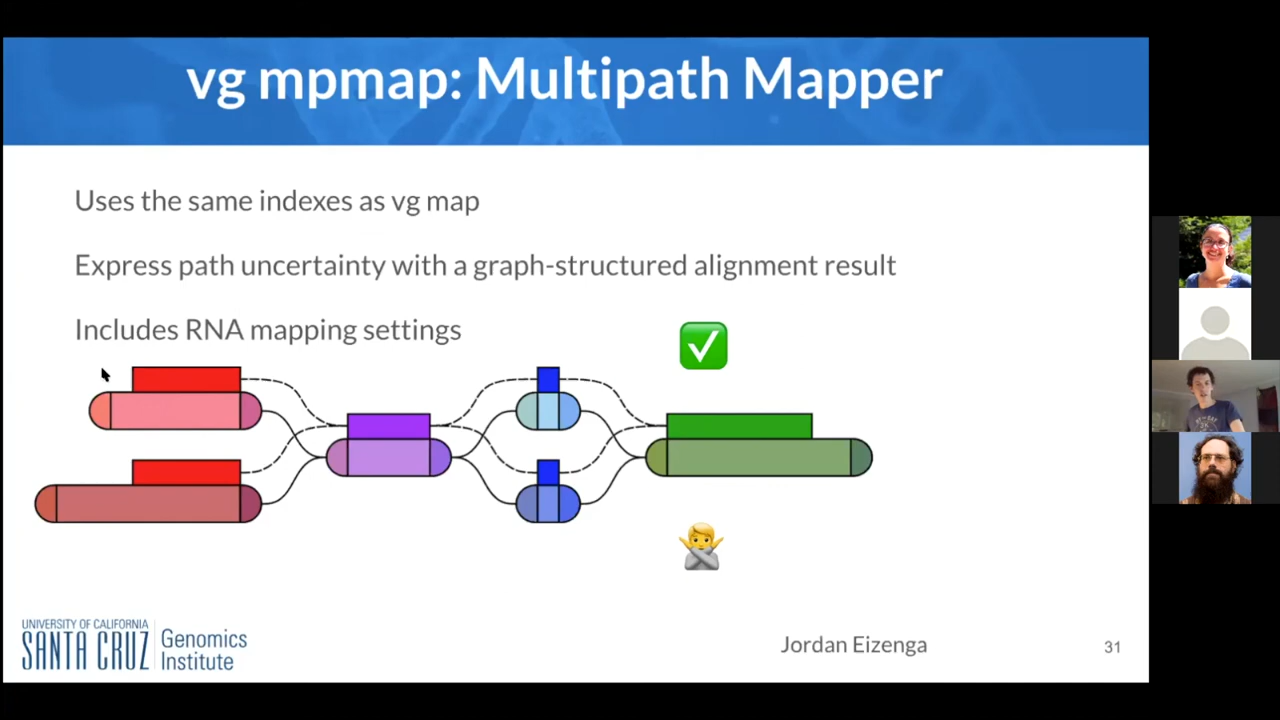 vg mpmap: Multipath Mapper
Uses the same indexes as vg map
Express path uncertainty with a graph-structured alignment result
Includes RNA mapping settings
UNIVERSITY OF CALIFORNIA
SANTA CRUZ
Genomics
Institute
Jordan Eizenga
31